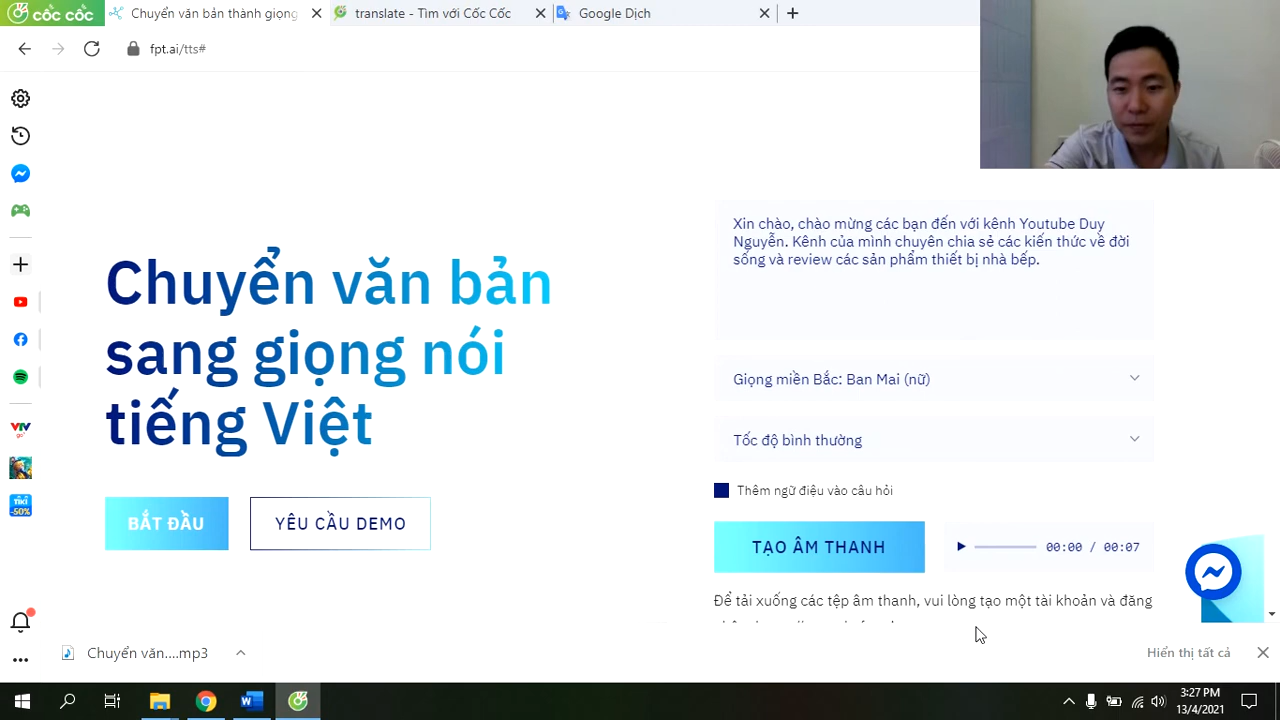 cốc cốc
Chuyển văn bản thành giọng
translate - Tìm với Cốc Cốc
Google Dịch
fpt.ai/tts#
Xin chào, chào mừng các bạn đến với kênh Youtube Duy
Nguyễn. Kênh của mình chuyên chia sẻ các kiến thức về đời
sống và review các sản phẩm thiết bị nhà bếp.
Chuyển văn bản
sang giọng nói
tiếng Việt
Giọng miền Bắc: Ban Mai (nữ)
Tốc độ bình thường
Thêm ngữ điệu vào câu hỏi
BẮT ĐẦU
YÊU CẦU DEMO
TẠO ÂM THANH
00:00 / 00:07
Để tải xuống các tệp âm thanh, vui lòng tạo một tài khoản và đăng
VTV
go
TIKI
-50%
Chuyển văn....mp3
Hiển thị tất cả
3:27 PM
13/4/2021